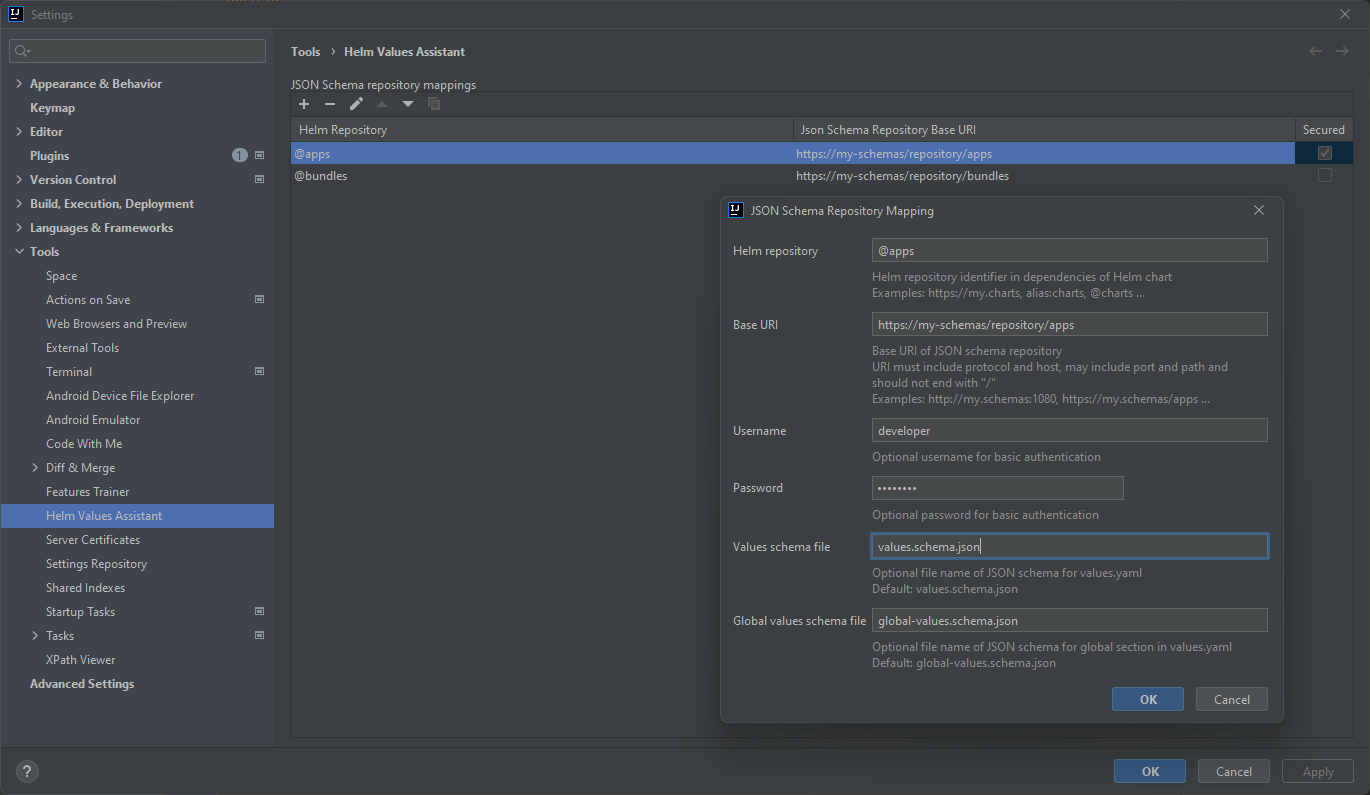 Settings
Appearance & Behavior
Keymap
Editor
Plugins 1
Version Control
Build, Execution, Deployment
Languages & Frameworks
Tools
Space
Actions on Save
Web Browsers and Preview
External Tools
Terminal
Android Device File Explorer
Android Emulator
Code With Me
Diff & Merge
Features Trainer
Helm Values Assistant
Server Certificates
Settings Repository
Shared Indexes
Startup Tasks
Tasks
XPath Viewer
Advanced Settings
Tools › Helm Values Assistant
JSON Schema repository mappings
Helm Repository Json Schema Repository Base URI Secured
@apps https://my-schemas/repository/apps
@bundles https://my-schemas/repository/bundles
JSON Schema Repository Mapping
Helm repository @apps
Helm repository identifier in dependencies of Helm chart
Examples: https://my.charts, alias:charts, @charts ...
Base URI https://my-schemas/repository/apps
Base URI of JSON schema repository
URI must include protocol and host, may include port and path and
should not end with "/"
Examples: http://my.schemas:1080, https://my.schemas/apps ...
Username developer
Optional username for basic authentication
Password ••••••••
Optional password for basic authentication
Values schema file values.schema.json
Optional file name of JSON schema for values.yaml
Default: values.schema.json
Global values schema file global-values.schema.json
Optional file name of JSON schema for global section in values.yaml
Default: global-values.schema.json
OK Cancel
? OK Cancel Apply